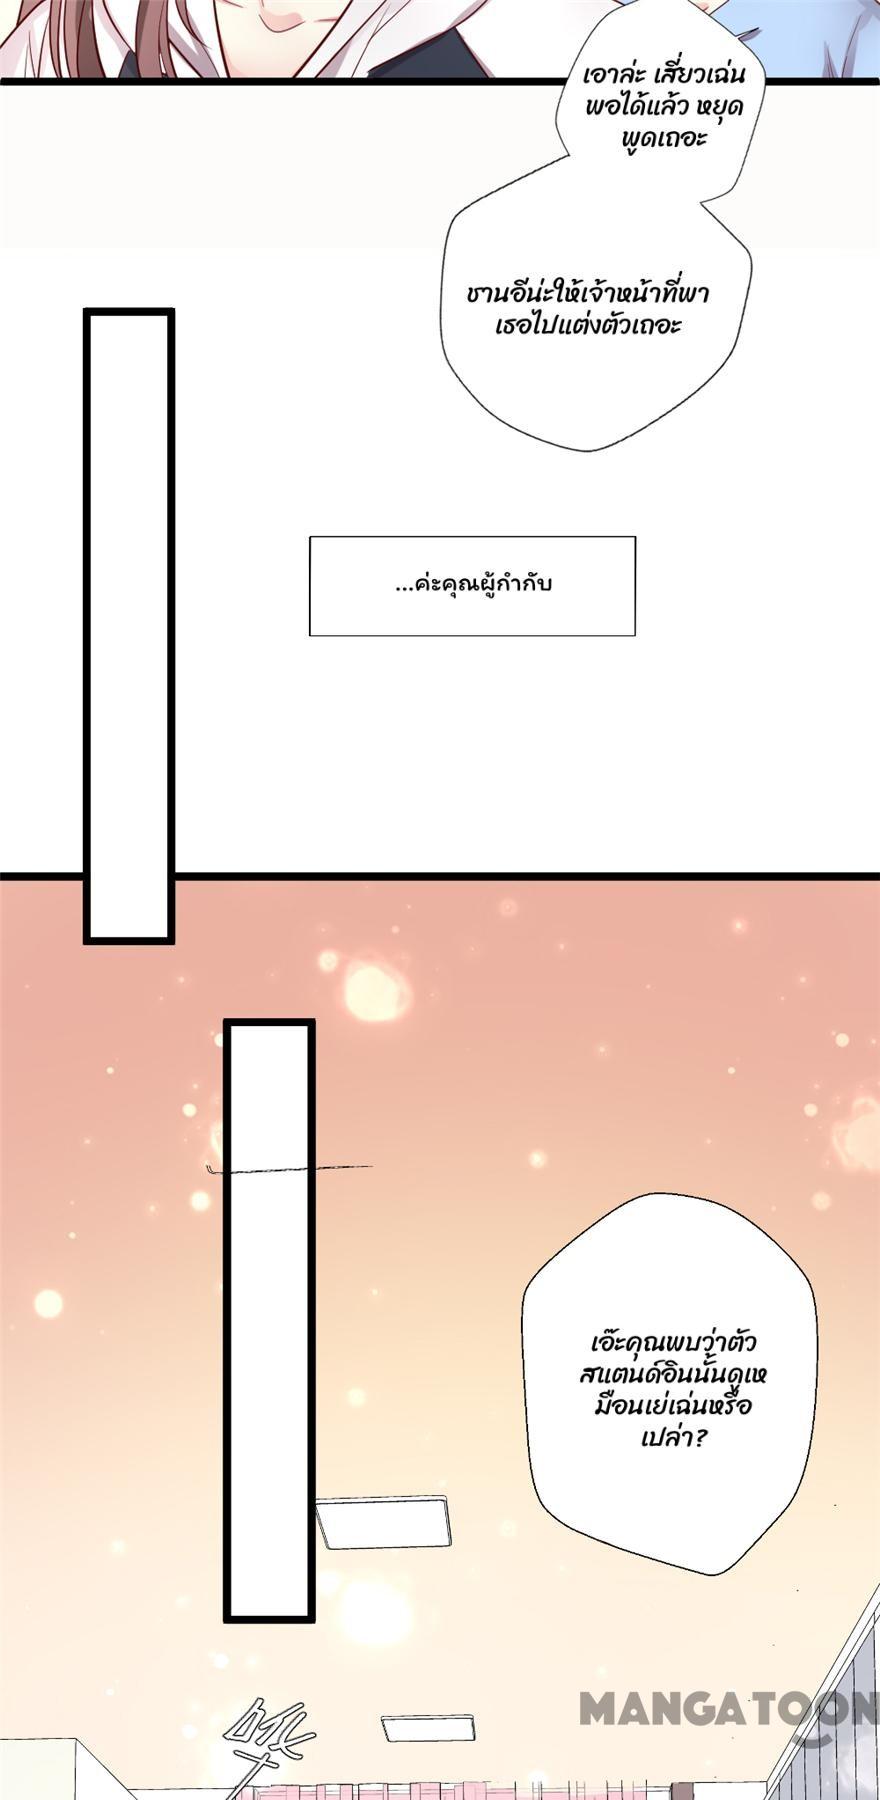 เอาล่ะ เสี่ยวเฉ่น
พอได้แล้ว หยุด
พูดเถอะ
ชานอีน่ะให้เจ้าหน้าที่พา
เธอไปแต่งตัวเถอะ
...ค่ะคุณผู้กำกับ
เอ๊ะคุณพบว่าตัว
สแตนด์อินนั้นดูเห
มือนเย่เฉ่นหรือ
เปล่า?
MANGATOON